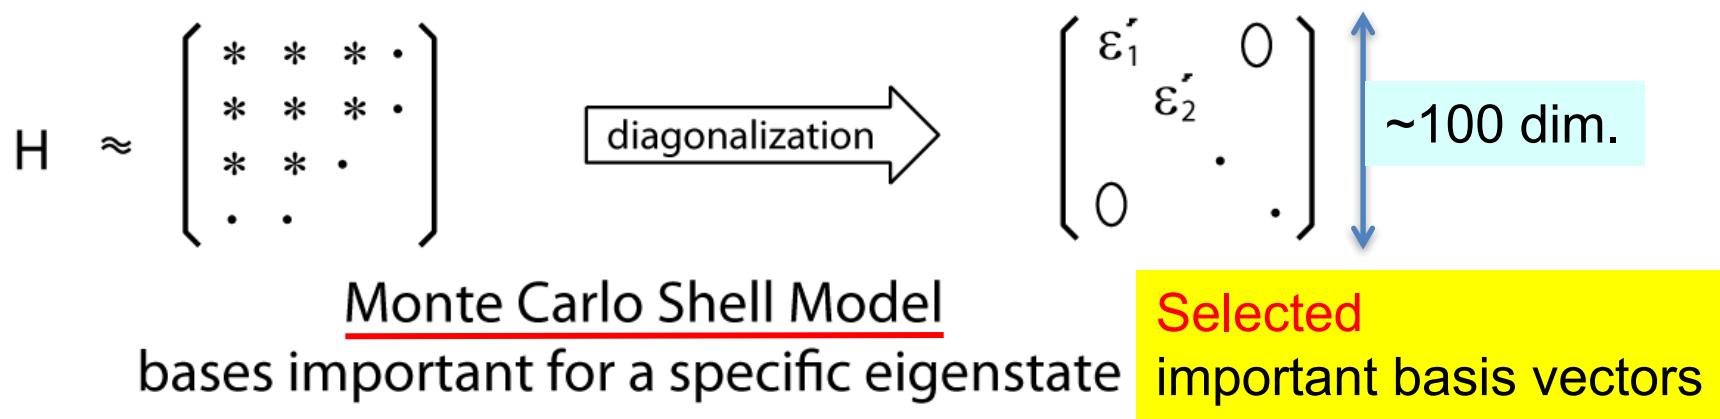 H ≈ ( * * * · ) diagonalization ( ε′₁ 0 )
* * * · ε′₂ ~100 dim.
* * · ·
· · 0 ·
Monte Carlo Shell Model
bases important for a specific eigenstate
Selected
important basis vectors